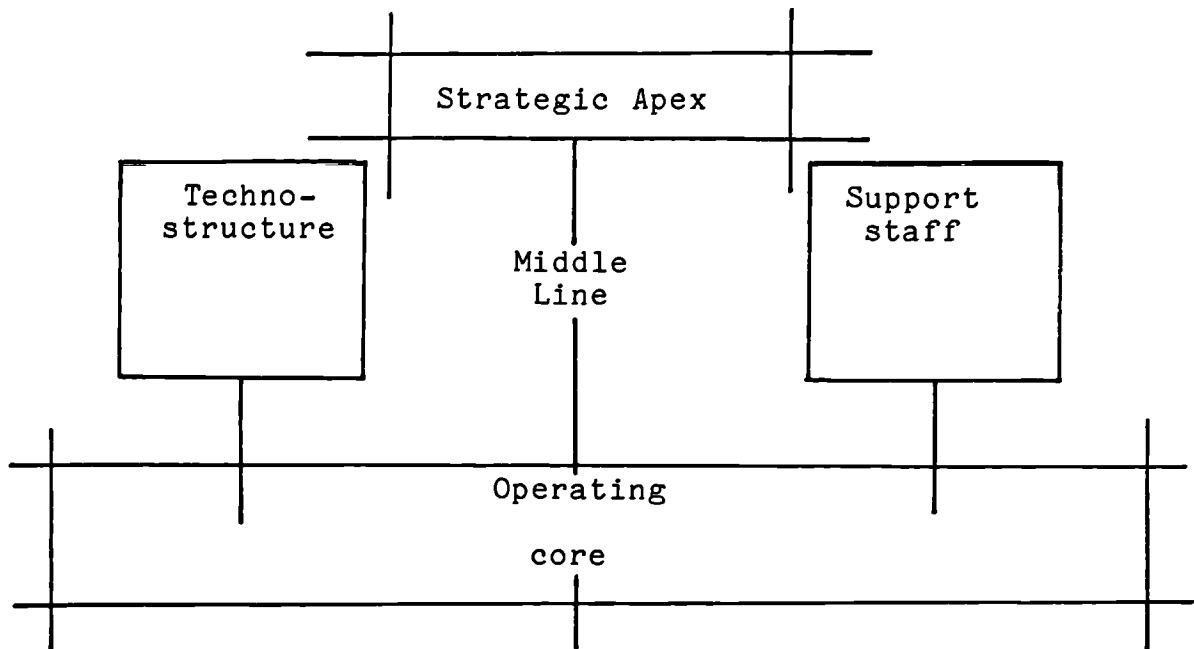 Strategic Apex
Techno-
structure
Support
staff
Middle
Line
Operating
core